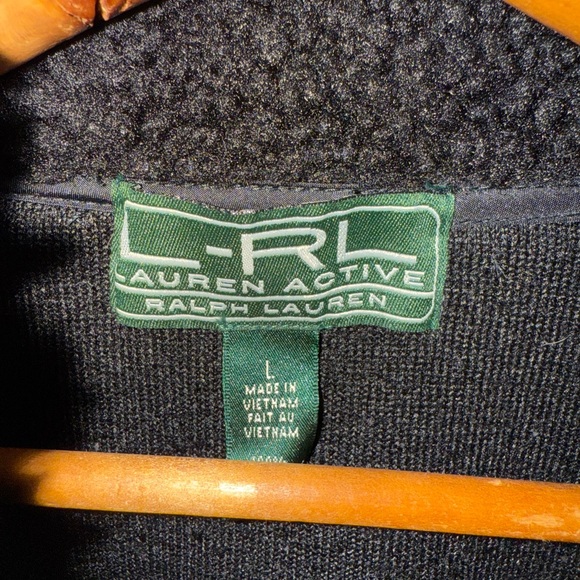 L-RL
LAUREN ACTIVE
RALPH LAUREN
L
MADE IN
VIETNAM
FAIT AU
VIETNAM